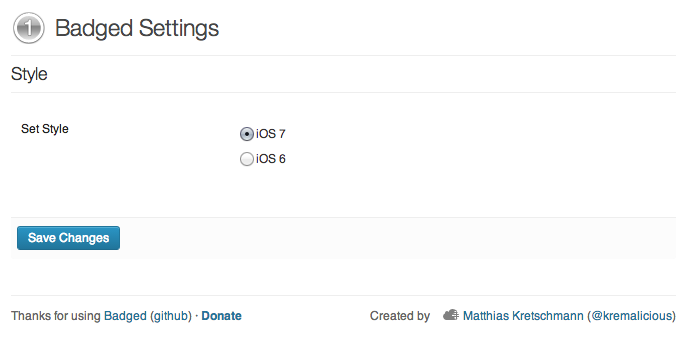 1 Badged Settings
Style
Set Style
iOS 7
iOS 6
Save Changes
Thanks for using Badged (github) · Donate
Created by Matthias Kretschmann (@kremalicious)